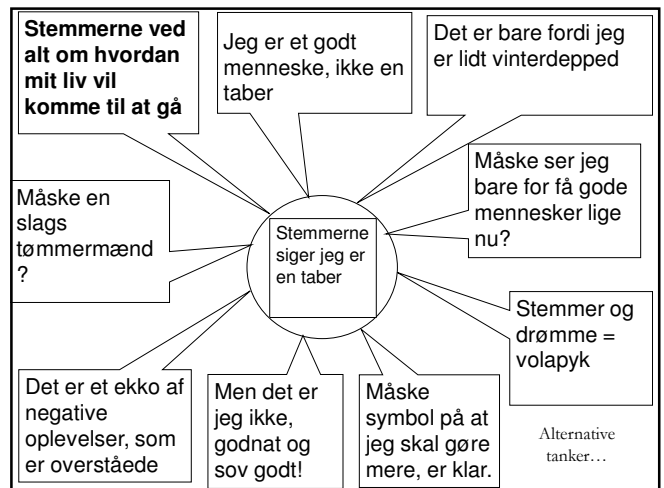 Stemmerne ved
alt om hvordan
mit liv vil
komme til at gå
Jeg er et godt
menneske, ikke en
taber
Det er bare fordi jeg
er lidt vinterdepped
Måske en
slags
tømmermænd
?
Stemmerne
siger jeg er
en taber
Måske ser jeg
bare for få gode
mennesker lige
nu?
Stemmer og
drømme =
volapyk
Det er et ekko af
negative
oplevelser, som
er overståede
Men det er
jeg ikke,
godnat og
sov godt!
Måske
symbol på at
jeg skal gøre
mere, er klar.
Alternative
tanker…